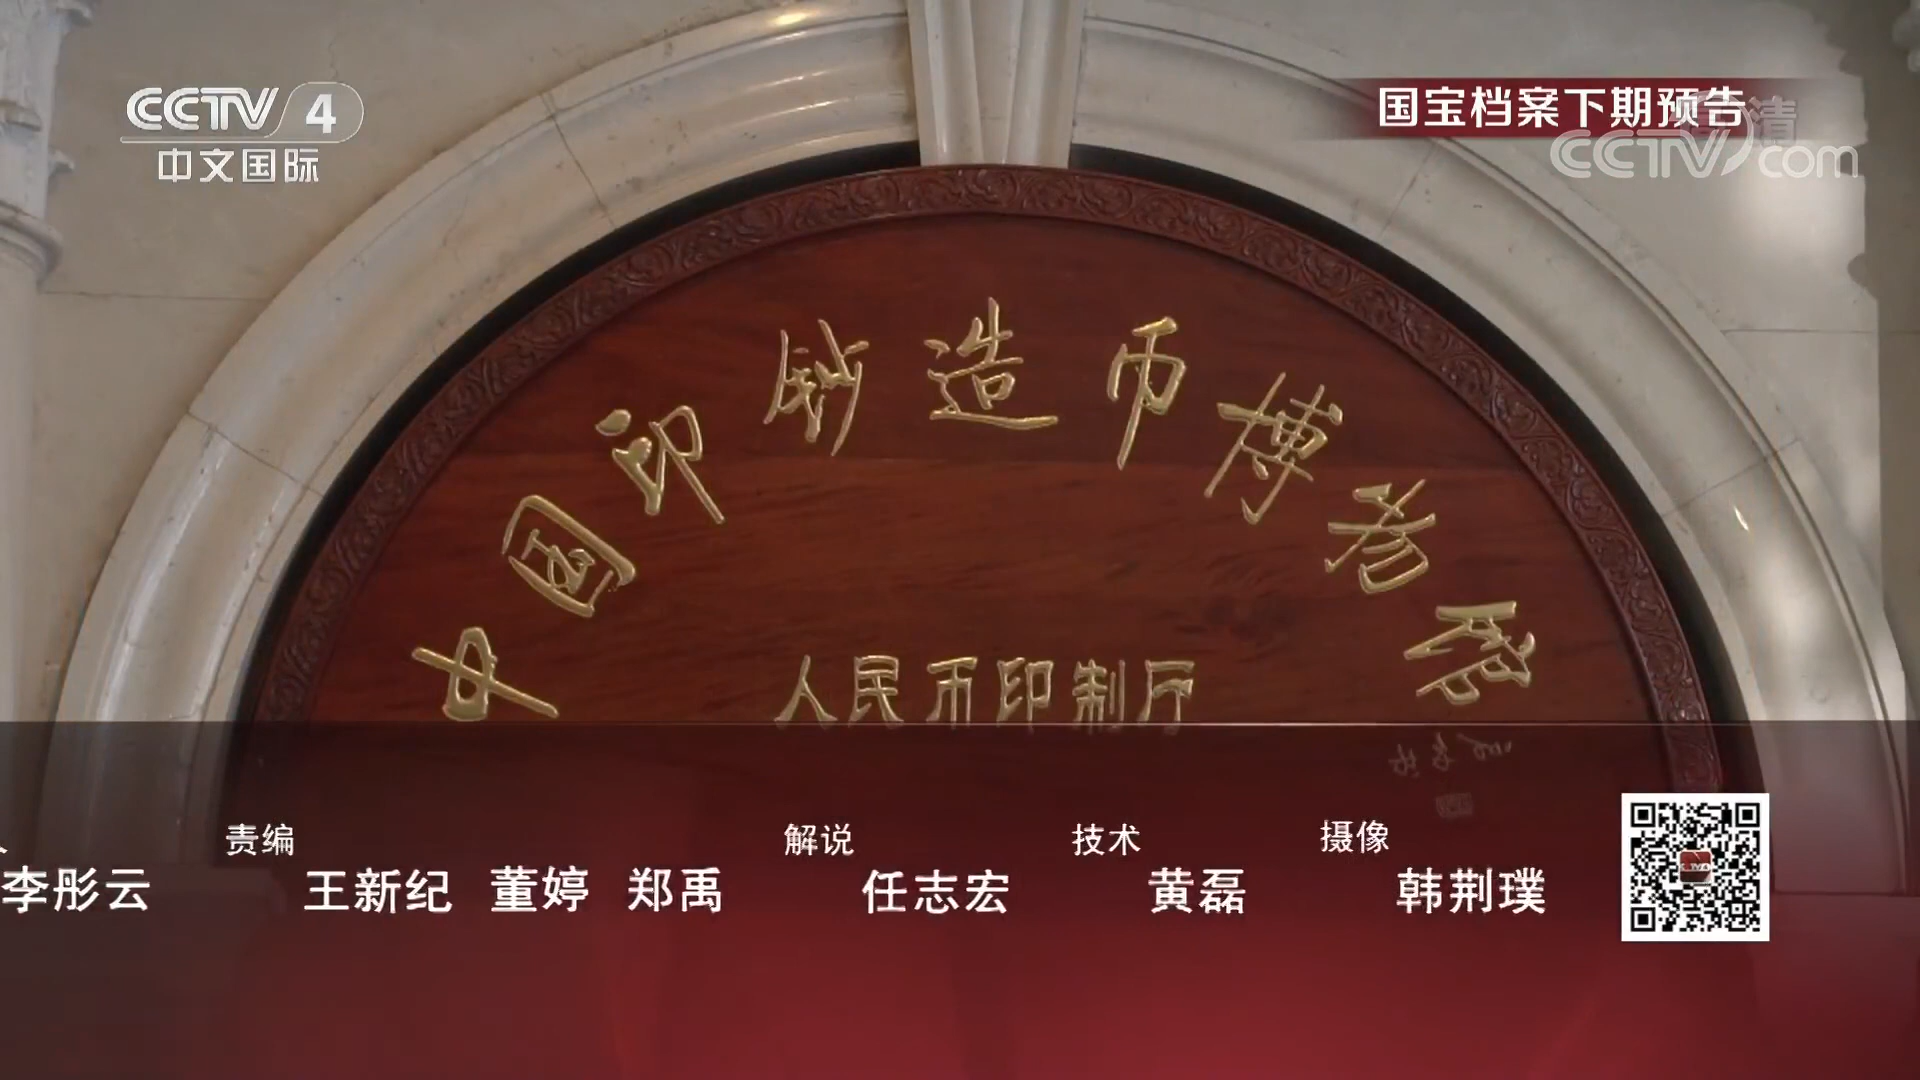 CCTV 4
中文国际
国宝档案下期预告
高清
CCTV.com
中国印钞造币博物馆
人民币印制厅
责编
解说
技术
摄像
李彤云
王新纪 董婷 郑禹
任志宏
黄磊
韩荆璞